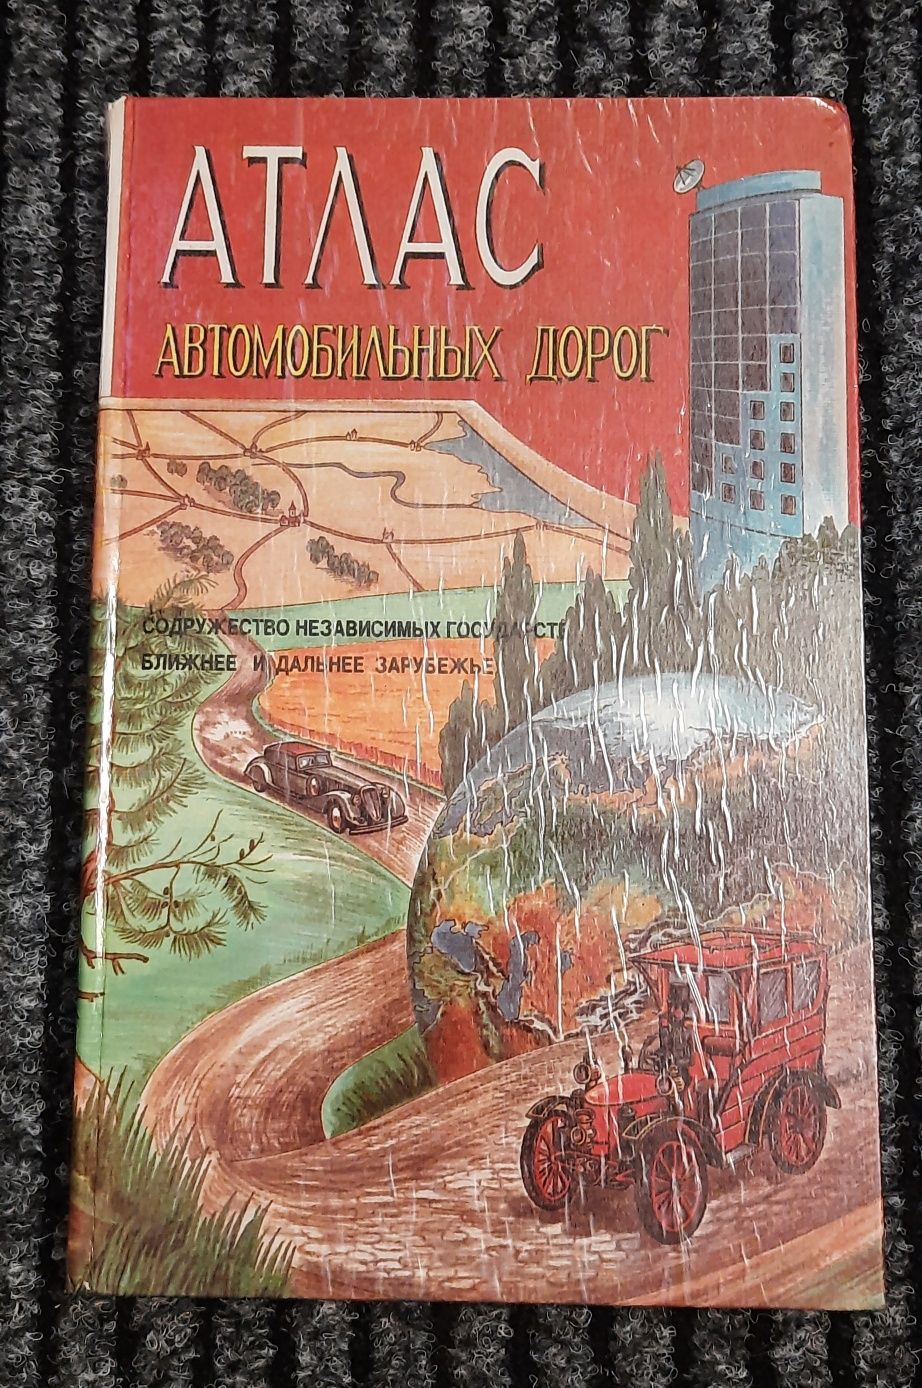 АТЛАС
АВТОМОБИЛЬНЫХ ДОРОГ
СОДРУЖЕСТВО НЕЗАВИСИМЫХ
БЛИЖНЕЕ И ДАЛЬНЕЕ ЗАРУБЕЖЬЕ